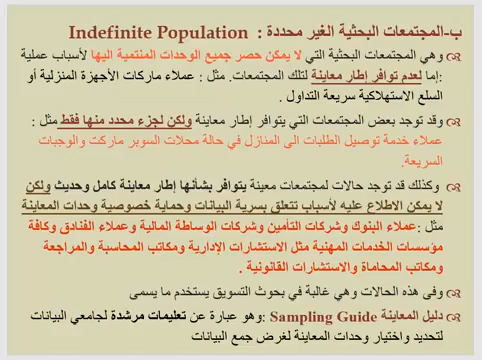 ب-المجتمعات البحثية الغير محددة : Indefinite Population
وهي المجتمعات البحثية التي لا يمكن حصر جميع الوحدات المنتمية اليها لأسباب عملية
:إما لعدم توافر إطار معاينة لتلك المجتمعات. مثل : عملاء ماركات الأجهزة المنزلية أو
السلع الاستهلاكية سريعة التداول .
وقد توجد بعض المجتمعات التي يتوافر إطار معاينة ولكن لجزء محدد منها فقط مثل :
عملاء خدمة توصيل الطلبات الى المنازل في حالة محلات السوبر ماركت والوجبات
السريعة.
وكذلك قد توجد حالات لمجتمعات معينة يتوافر بشأنها إطار معاينة كامل وحديث ولكن
لا يمكن الاطلاع عليه لأسباب تتعلق بسرية البيانات وحماية خصوصية وحدات المعاينة
مثل :عملاء البنوك وشركات التأمين وشركات الوساطة المالية وعملاء الفنادق وكافة
مؤسسات الخدمات المهنية مثل الاستشارات الإدارية ومكاتب المحاسبة والمراجعة
ومكاتب المحاماة والاستشارات القانونية .
وفى هذه الحالات وهي غالبة في بحوث التسويق يستخدم ما يسمى
دليل المعاينة Sampling Guide :وهو عبارة عن تعليمات مرشدة لجامعي البيانات
لتحديد واختيار وحدات المعاينة لغرض جمع البيانات